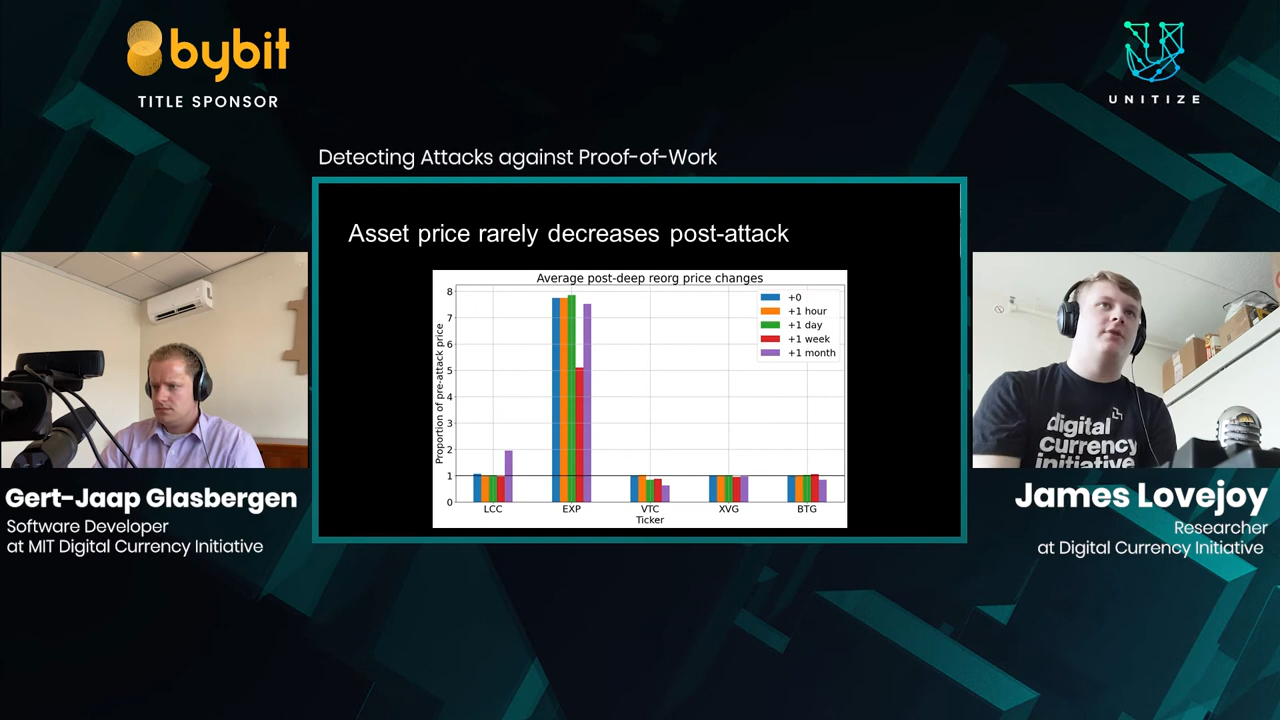 bybit
TITLE SPONSOR
UNITIZE
Detecting Attacks against Proof-of-Work
Asset price rarely decreases post-attack
Average post-deep reorg price changes
Proportion of pre-attack price
8
7
6
5
4
3
2
1
0
+0
+1 hour
+1 day
+1 week
+1 month
LCC EXP VTC XVG BTG
Ticker
Gert-Jaap Glasbergen
Software Developer
at MIT Digital Currency Initiative
digital
currency
initiative
James Lovejoy
Researcher
at Digital Currency Initiative